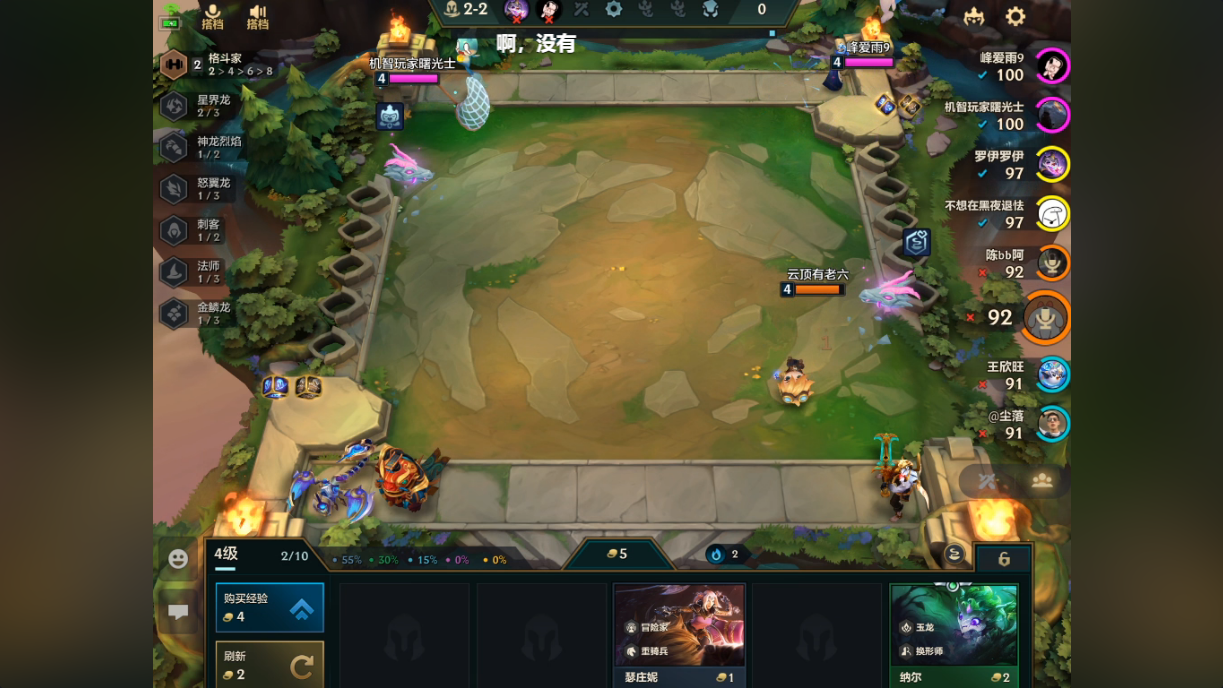 搭档
搭档
2-2
0
啊，没有
2
格斗家
2 > 4 > 6 > 8
星界龙
2 / 3
神龙烈焰
1 / 2
怒翼龙
1 / 3
刺客
1 / 2
法师
1 / 3
金鳞龙
1 / 3
机智玩家曙光士
4
峰爱雨9
4
云顶有老六
4
1
峰爱雨9
100
机智玩家曙光士
100
罗伊罗伊
97
不想在黑夜退怯
97
陈bb阿
92
92
王欣旺
91
@尘落
91
4级
2/10
55%
30%
15%
0%
0%
5
2
购买经验
4
刷新
2
冒险家
重骑兵
瑟庄妮
1
玉龙
换形师
纳尔
2